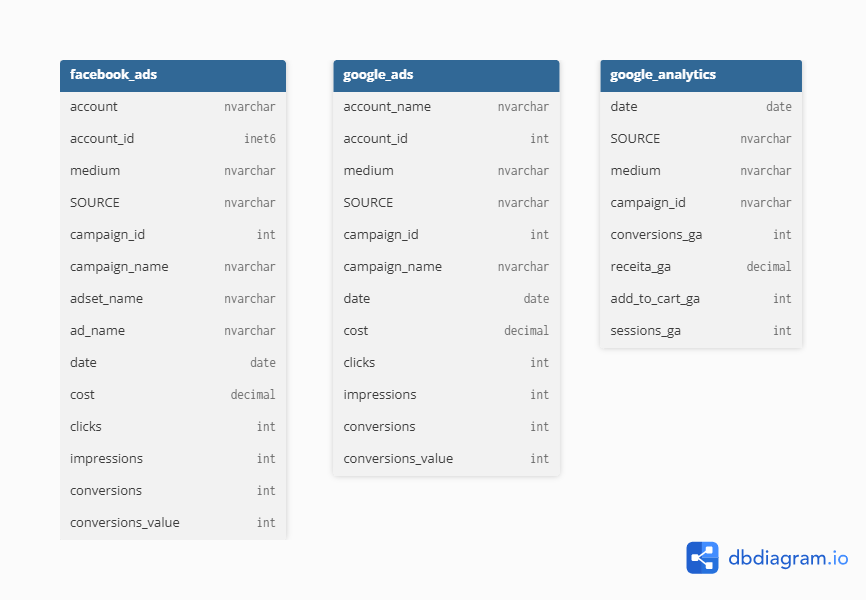 facebook_ads
account nvarchar
account_id inet6
medium nvarchar
SOURCE nvarchar
campaign_id int
campaign_name nvarchar
adset_name nvarchar
ad_name nvarchar
date date
cost decimal
clicks int
impressions int
conversions int
conversions_value int
google_ads
account_name nvarchar
account_id int
medium nvarchar
SOURCE nvarchar
campaign_id int
campaign_name nvarchar
date date
cost decimal
clicks int
impressions int
conversions int
conversions_value int
google_analytics
date date
SOURCE nvarchar
medium nvarchar
campaign_id nvarchar
conversions_ga int
receita_ga decimal
add_to_cart_ga int
sessions_ga int
dbdiagram.io